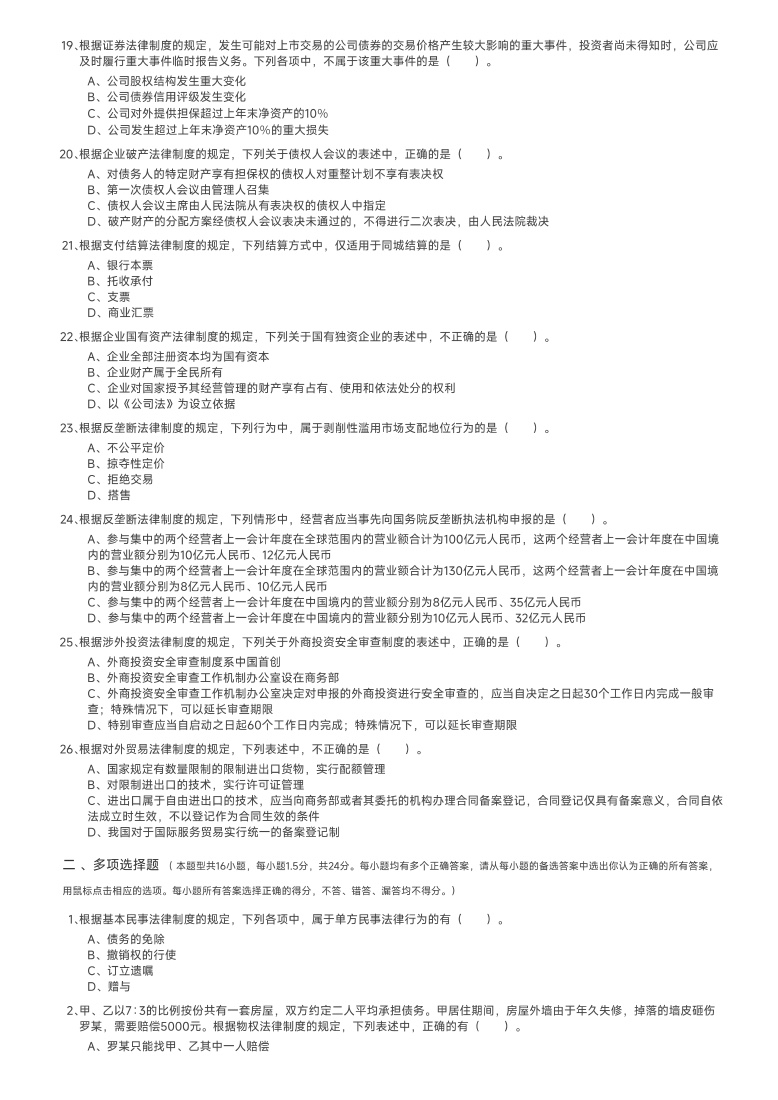 19、根据证券法律制度的规定，发生可能对上市交易的公司债券的交易价格产生较大影响的重大事件，投资者尚未得知时，公司应
及时履行重大事件临时报告义务。下列各项中，不属于该重大事件的是（　　）。
A、公司股权结构发生重大变化
B、公司债券信用评级发生变化
C、公司对外提供担保超过上年末净资产的10%
D、公司发生超过上年末净资产10%的重大损失
20、根据企业破产法律制度的规定，下列关于债权人会议的表述中，正确的是（　　）。
A、对债务人的特定财产享有担保权的债权人对重整计划不享有表决权
B、第一次债权人会议由管理人召集
C、债权人会议主席由人民法院从有表决权的债权人中指定
D、破产财产的分配方案经债权人会议表决未通过的，不得进行二次表决，由人民法院裁决
21、根据支付结算法律制度的规定，下列结算方式中，仅适用于同城结算的是（　　）。
A、银行本票
B、托收承付
C、支票
D、商业汇票
22、根据企业国有资产法律制度的规定，下列关于国有独资企业的表述中，不正确的是（　　）。
A、企业全部注册资本均为国有资本
B、企业财产属于全民所有
C、企业对国家授予其经营管理的财产享有占有、使用和依法处分的权利
D、以《公司法》为设立依据
23、根据反垄断法律制度的规定，下列行为中，属于剥削性滥用市场支配地位行为的是（　　）。
A、不公平定价
B、掠夺性定价
C、拒绝交易
D、搭售
24、根据反垄断法律制度的规定，下列情形中，经营者应当事先向国务院反垄断执法机构申报的是（　　）。
A、参与集中的两个经营者上一会计年度在全球范围内的营业额合计为100亿元人民币，这两个经营者上一会计年度在中国境
内的营业额分别为10亿元人民币、12亿元人民币
B、参与集中的两个经营者上一会计年度在全球范围内的营业额合计为130亿元人民币，这两个经营者上一会计年度在中国境
内的营业额分别为8亿元人民币、10亿元人民币
C、参与集中的两个经营者上一会计年度在中国境内的营业额分别为8亿元人民币、35亿元人民币
D、参与集中的两个经营者上一会计年度在中国境内的营业额分别为10亿元人民币、32亿元人民币
25、根据涉外投资法律制度的规定，下列关于外商投资安全审查制度的表述中，正确的是（　　）。
A、外商投资安全审查制度系中国首创
B、外商投资安全审查工作机制办公室设在商务部
C、外商投资安全审查工作机制办公室决定对申报的外商投资进行安全审查的，应当自决定之日起30个工作日内完成一般审
查；特殊情况下，可以延长审查期限
D、特别审查应当自启动之日起60个工作日内完成；特殊情况下，可以延长审查期限
26、根据对外贸易法律制度的规定，下列表述中，不正确的是（　　）。
A、国家规定有数量限制的限制进出口货物，实行配额管理
B、对限制进出口的技术，实行许可证管理
C、进出口属于自由进出口的技术，应当向商务部或者其委托的机构办理合同备案登记，合同登记仅具有备案意义，合同自依
法成立时生效，不以登记作为合同生效的条件
D、我国对于国际服务贸易实行统一的备案登记制
二 、多项选择题 （ 本题型共16小题，每小题1.5分，共24分。每小题均有多个正确答案，请从每小题的备选答案中选出你认为正确的所有答案，
用鼠标点击相应的选项。每小题所有答案选择正确的得分，不答、错答、漏答均不得分。）
1、根据基本民事法律制度的规定，下列各项中，属于单方民事法律行为的有（　　）。
A、债务的免除
B、撤销权的行使
C、订立遗嘱
D、赠与
2、甲、乙以7：3的比例按份共有一套房屋，双方约定二人平均承担债务。甲居住期间，房屋外墙由于年久失修，掉落的墙皮砸伤
罗某，需要赔偿5000元。根据物权法律制度的规定，下列表述中，正确的有（　　）。
A、罗某只能找甲、乙其中一人赔偿